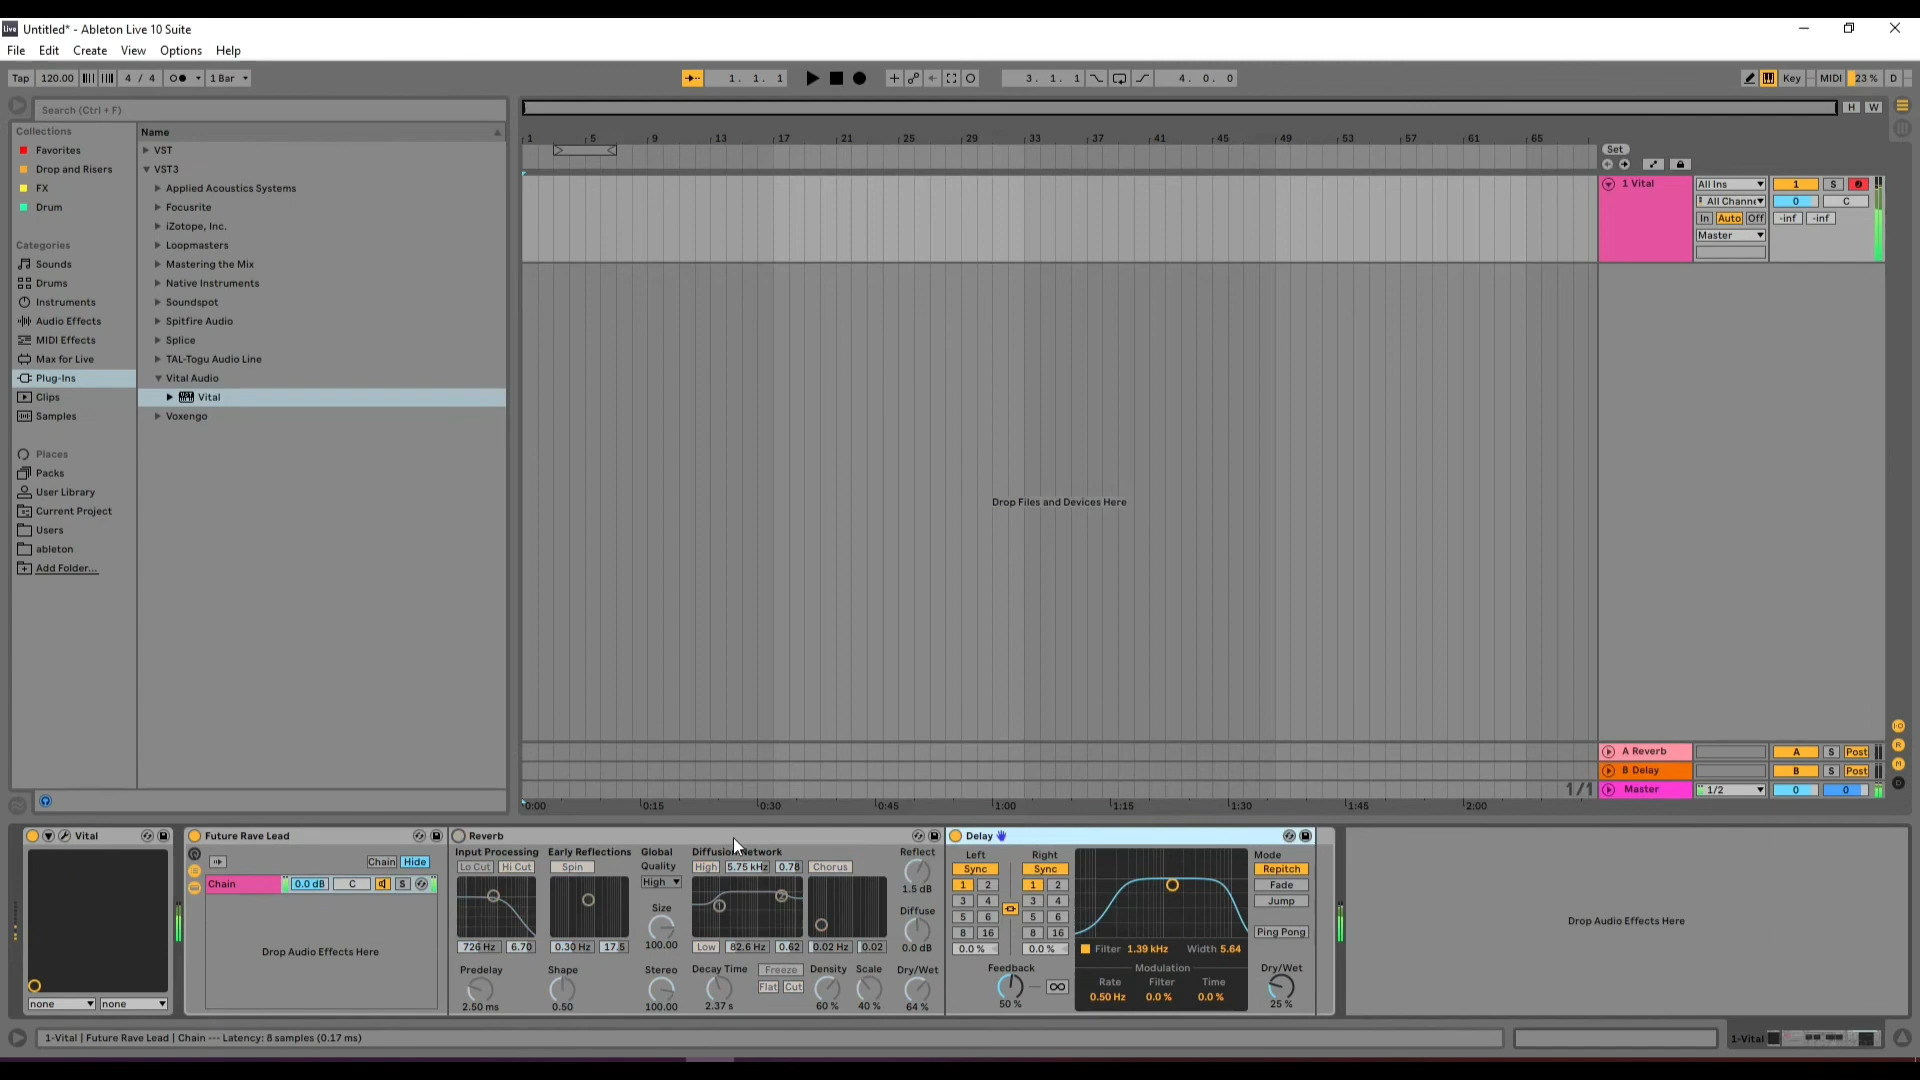 Live Untitled* - Ableton Live 10 Suite
File Edit Create View Options Help
Tap 120.00 4 / 4 1 Bar 1. 1. 1 3. 1. 1 4. 0. 0 Key MIDI 23 % D
Search (Ctrl + F)
H W
Collections
Favorites
Drop and Risers
FX
Drum
Categories
Sounds
Drums
Instruments
Audio Effects
MIDI Effects
Max for Live
Plug-Ins
Clips
Samples
Places
Packs
User Library
Current Project
Users
ableton
Add Folder...
Name
VST
VST3
Applied Acoustics Systems
Focusrite
iZotope, Inc.
Loopmasters
Mastering the Mix
Native Instruments
Soundspot
Spitfire Audio
Splice
TAL-Togu Audio Line
Vital Audio
Vital
Voxengo
1 5 9 13 17 21 25 29 33 37 41 45 49 53 57 61 65
Set
1 Vital All Ins 1 S
All Channe 0 C
In Auto Off -inf -inf
Master
Drop Files and Devices Here
A Reverb A S Post
B Delay B S Post
1/1 Master 1/2 0 0
0:00 0:15 0:30 0:45 1:00 1:15 1:30 1:45 2:00
Vital
none none
Future Rave Lead
Chain Hide
Chain 0.0 dB C S
Drop Audio Effects Here
Reverb
Input Processing Early Reflections Global Diffusion Network Reflect
Lo Cut Hi Cut Spin Quality High 5.75 kHz 0.78 Chorus
High 1.5 dB
Size Diffuse
100.00 0.0 dB
726 Hz 6.70 0.30 Hz 17.5 Low 82.6 Hz 0.62 0.02 Hz 0.02
Predelay Shape Stereo Decay Time Freeze Density Scale Dry/Wet
Flat Cut
2.50 ms 0.50 100.00 2.37 s 60 % 40 % 64 %
Delay
Left Right Mode
Sync Sync Repitch
1 2 1 2 Fade
3 4 3 4 Jump
5 6 5 6
8 16 8 16 Ping Pong
0.0 % 0.0 % Filter 1.39 kHz Width 5.64
Feedback Modulation Dry/Wet
Rate Filter Time
50 % 0.50 Hz 0.0 % 0.0 % 25 %
Drop Audio Effects Here
1-Vital | Future Rave Lead | Chain --- Latency: 8 samples (0.17 ms)
1-Vital